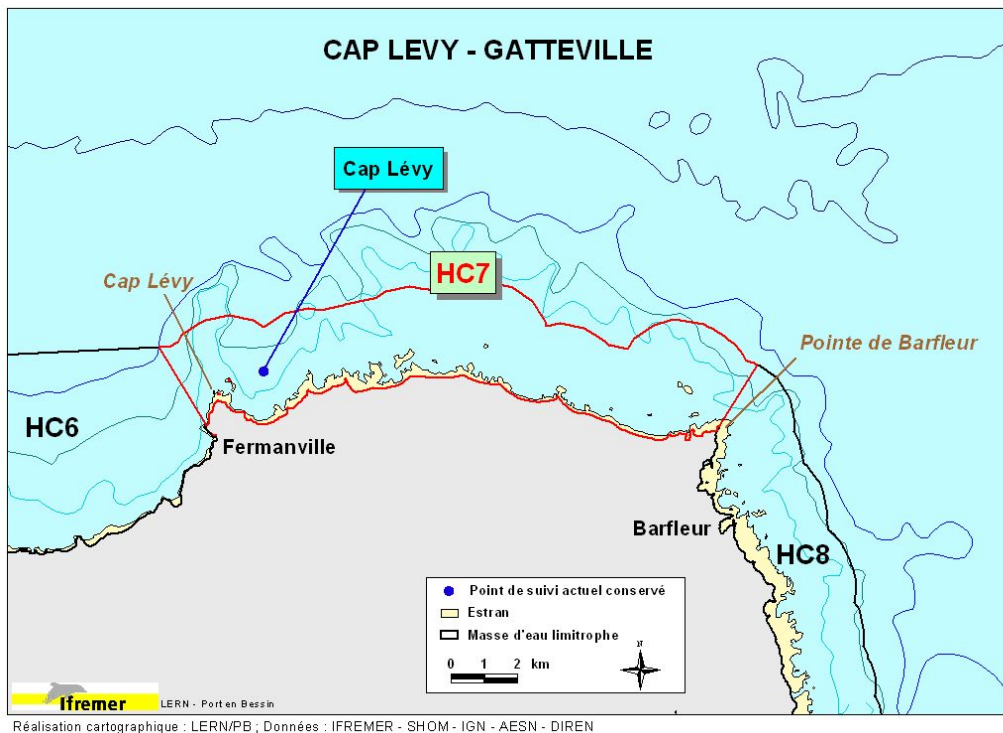 CAP LEVY - GATTEVILLE
Cap Lévy
HC7
Cap Lévy
Pointe de Barfleur
HC6
Fermanville
Barfleur
HC8
Point de suivi actuel conservé
Estran
Masse d'eau limitrophe
0 1 2 km
N
Ifremer
LERN - Port en Bessin
Réalisation cartographique : LERN/PB ; Données : IFREMER - SHOM - IGN - AESN - DIREN